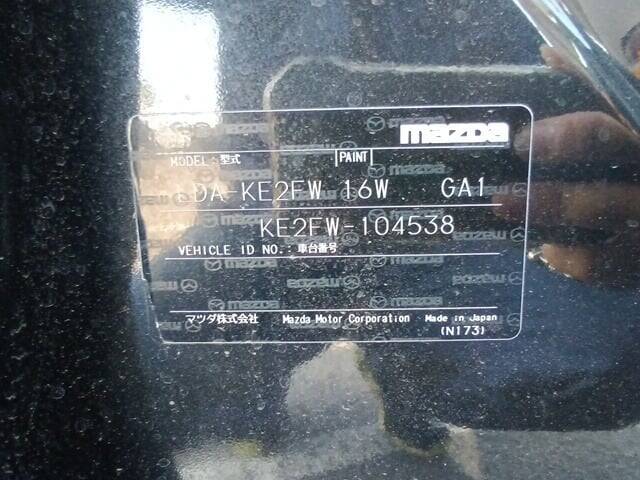 mazda
MODEL:型式 PAINT
LDA-KE2FW 16W GA1
KE2FW-104538
VEHICLE ID NO.:車台番号
マツダ株式会社 Mazda Motor Corporation Made in Japan
(N173)